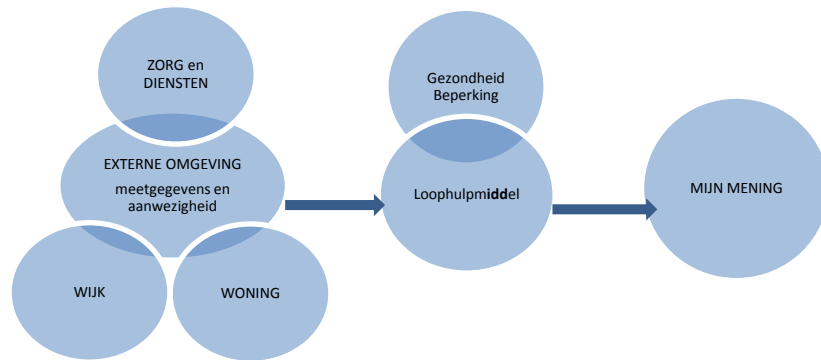 ZORG en
DIENSTEN
EXTERNE OMGEVING
meetgegevens en
aanwezigheid
WIJK
WONING
Gezondheid
Beperking
Loophulpmiddel
MIJN MENING